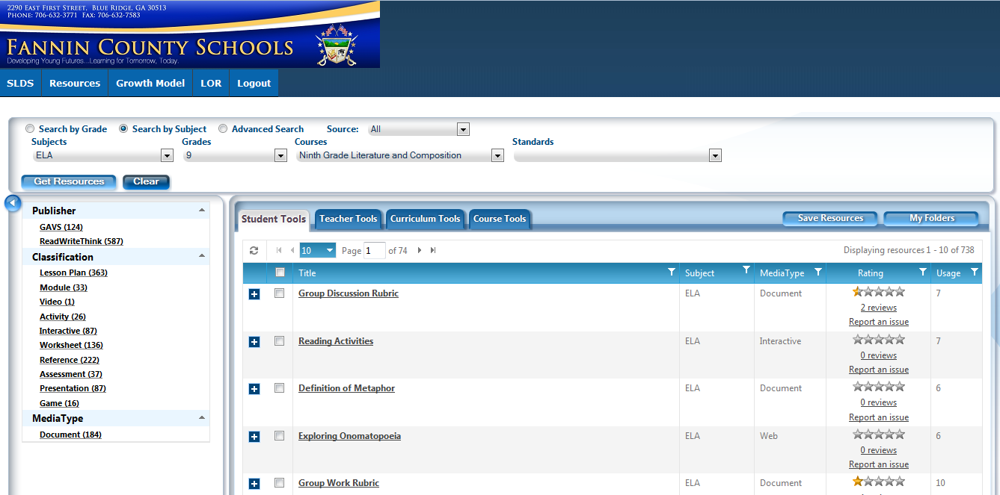 2290 East First Street, Blue Ridge, GA 30513
Phone: 706-632-3771 Fax: 706-632-7583
Fannin County Schools
Developing Young Futures...Learning for Tomorrow, Today.
SLDS Resources Growth Model LOR Logout
Search by Grade Search by Subject Advanced Search Source: All
Subjects Grades Courses Standards
ELA 9 Ninth Grade Literature and Composition
Get Resources Clear
Publisher
GAVS (124)
ReadWriteThink (587)
Classification
Lesson Plan (363)
Module (33)
Video (1)
Activity (26)
Interactive (87)
Worksheet (136)
Reference (222)
Assessment (37)
Presentation (87)
Game (16)
MediaType
Document (184)
Student Tools Teacher Tools Curriculum Tools Course Tools Save Resources My Folders
10 Page 1 of 74 Displaying resources 1 - 10 of 738
Title Subject MediaType Rating Usage
Group Discussion Rubric ELA Document 7
2 reviews
Report an issue
Reading Activities ELA Interactive 7
0 reviews
Report an issue
Definition of Metaphor ELA Document 6
0 reviews
Report an issue
Exploring Onomatopoeia ELA Web 6
0 reviews
Report an issue
Group Work Rubric ELA Document 10